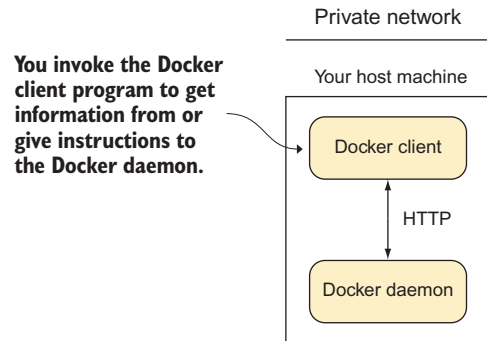 Private network
You invoke the Docker
client program to get
information from or
give instructions to
the Docker daemon.
Your host machine
Docker client
HTTP
Docker daemon